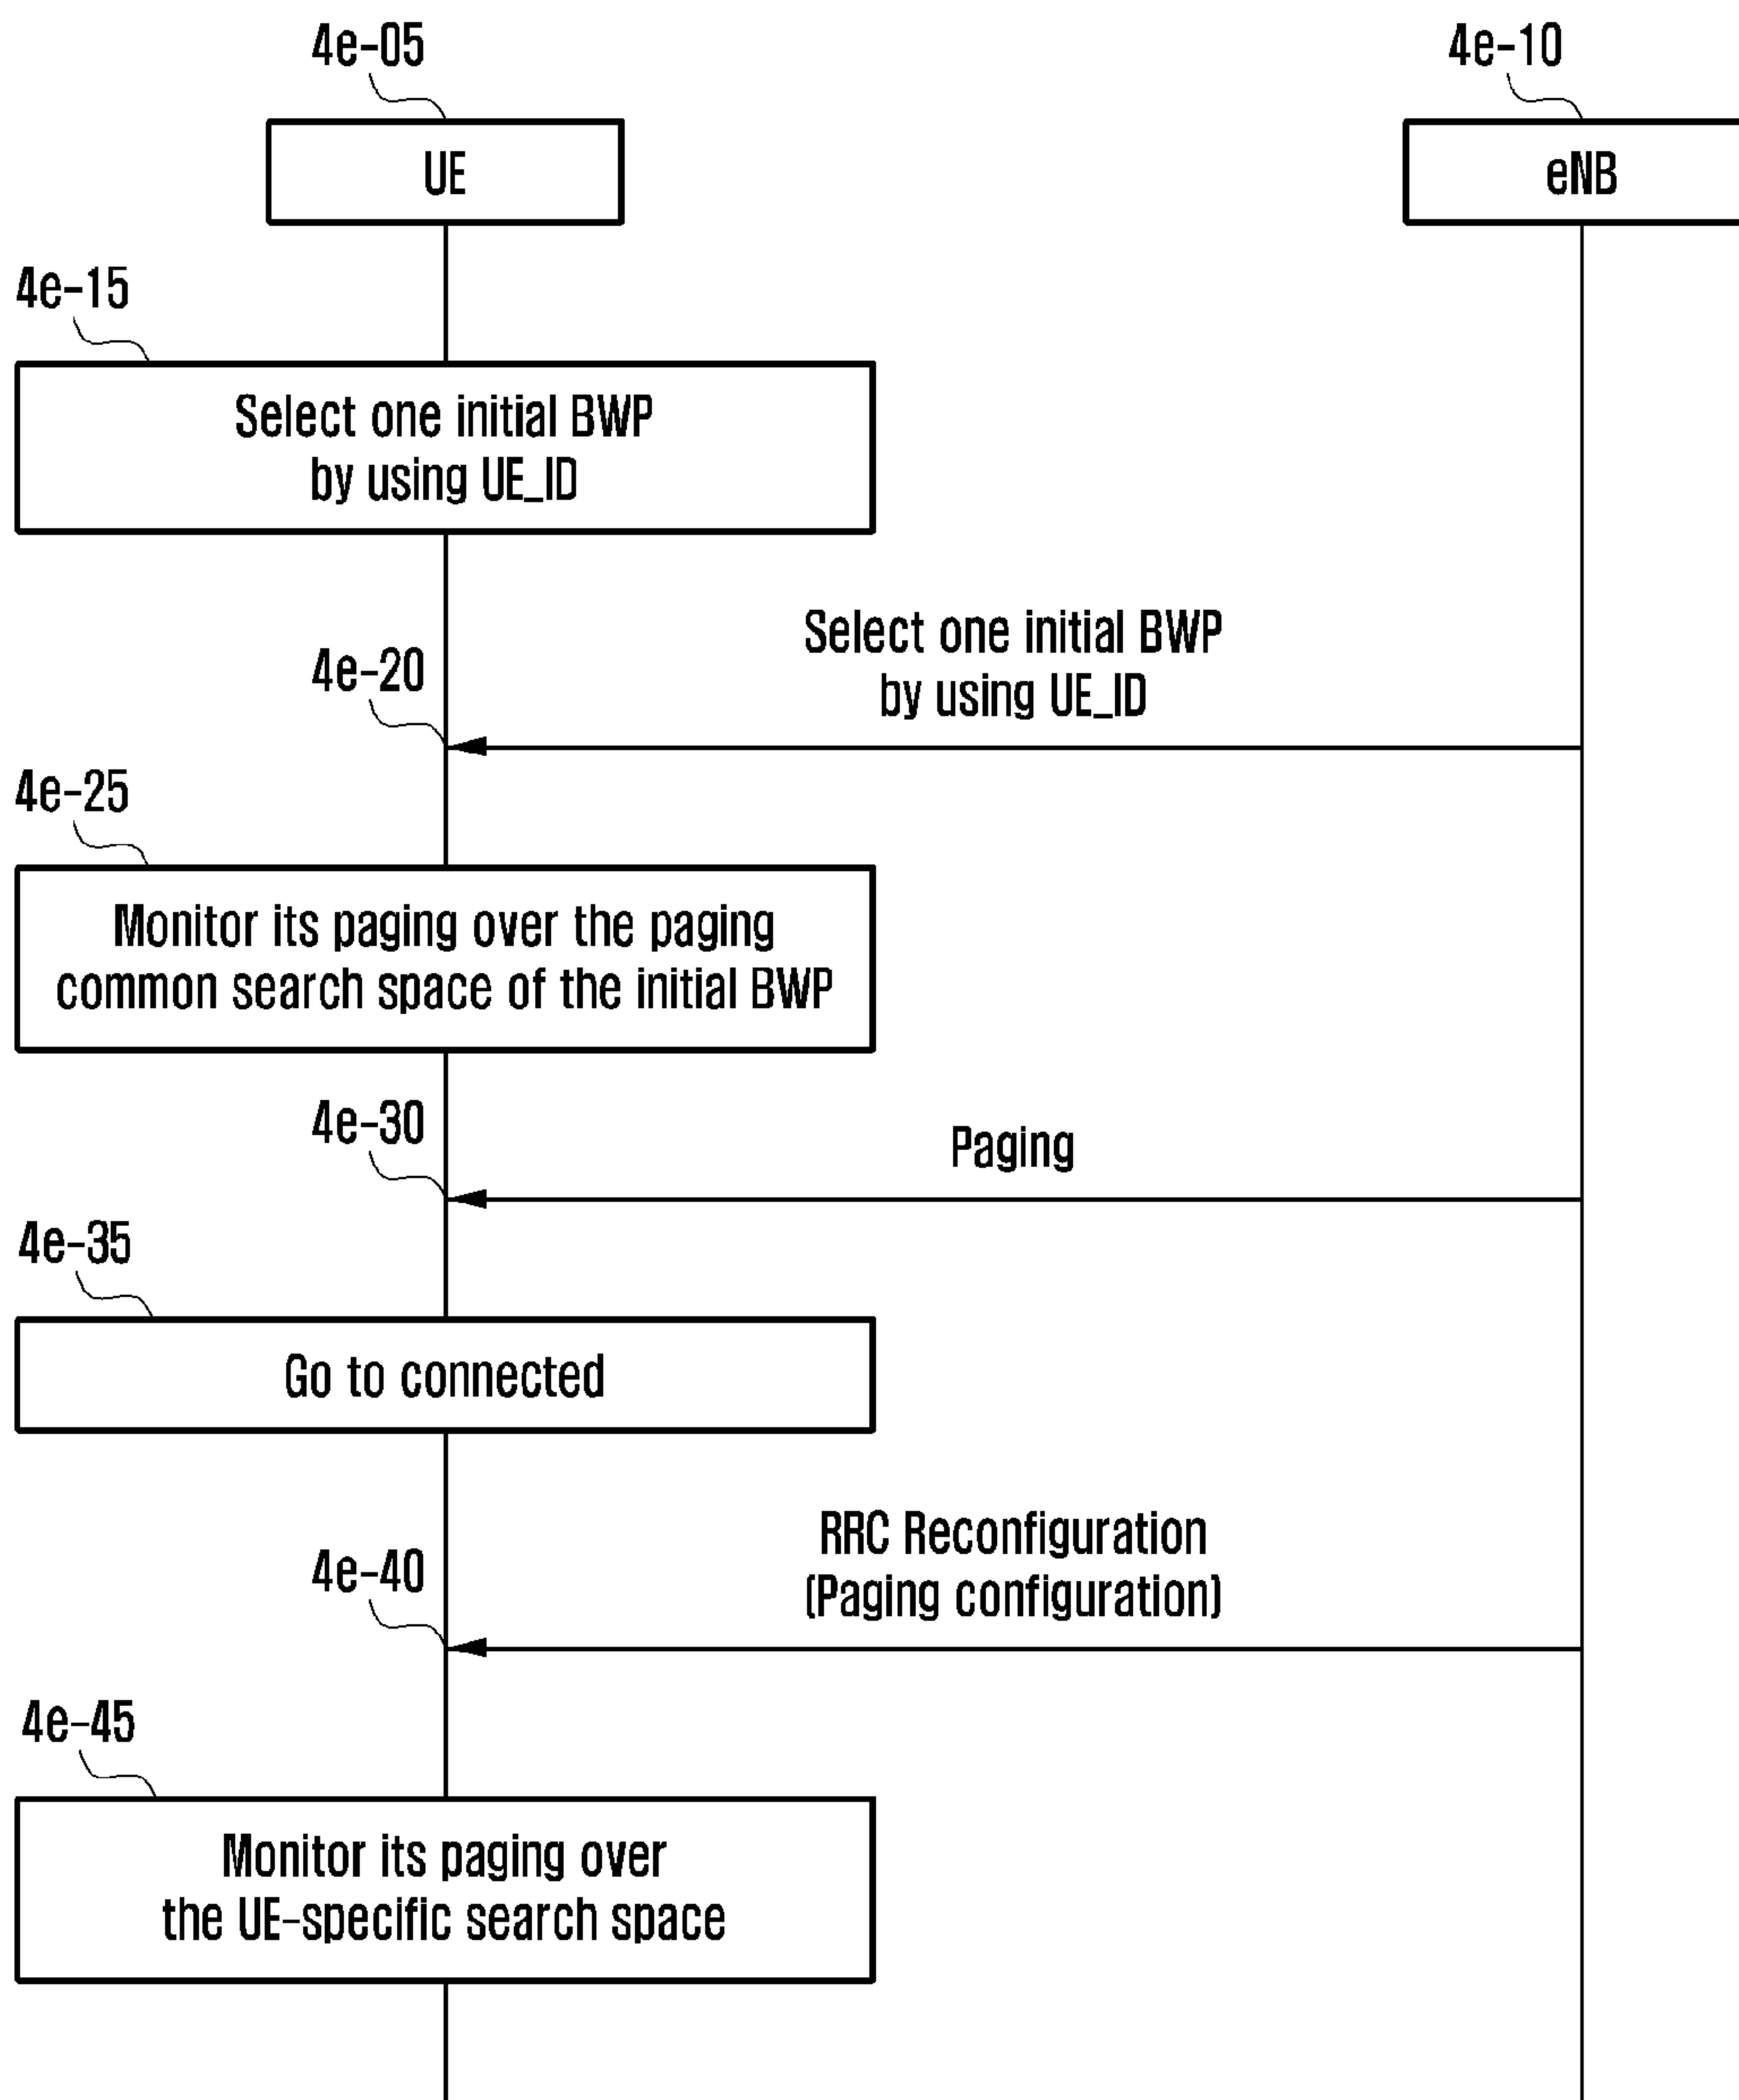 4e-05
4e-10
UE
eNB
4e-15
Select one initial BWP
by using UE_ID
Select one initial BWP
by using UE_ID
4e-20
4e-25
Monitor its paging over the paging
common search space of the initial BWP
4e-30
Paging
4e-35
Go to connected
RRC Reconfiguration
(Paging configuration)
4e-40
4e-45
Monitor its paging over
the UE-specific search space